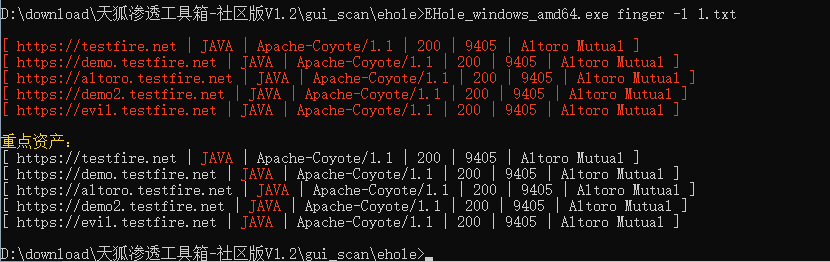 D:\download\天狐渗透工具箱-社区版V1.2\gui_scan\ehole>EHole_windows_amd64.exe finger -l 1.txt
[ https://testfire.net | JAVA | Apache-Coyote/1.1 | 200 | 9405 | Altoro Mutual ]
[ https://demo.testfire.net | JAVA | Apache-Coyote/1.1 | 200 | 9405 | Altoro Mutual ]
[ https://altoro.testfire.net | JAVA | Apache-Coyote/1.1 | 200 | 9405 | Altoro Mutual ]
[ https://demo2.testfire.net | JAVA | Apache-Coyote/1.1 | 200 | 9405 | Altoro Mutual ]
[ https://evil.testfire.net | JAVA | Apache-Coyote/1.1 | 200 | 9405 | Altoro Mutual ]
重点资产:
[ https://testfire.net | JAVA | Apache-Coyote/1.1 | 200 | 9405 | Altoro Mutual ]
[ https://demo.testfire.net | JAVA | Apache-Coyote/1.1 | 200 | 9405 | Altoro Mutual ]
[ https://altoro.testfire.net | JAVA | Apache-Coyote/1.1 | 200 | 9405 | Altoro Mutual ]
[ https://demo2.testfire.net | JAVA | Apache-Coyote/1.1 | 200 | 9405 | Altoro Mutual ]
[ https://evil.testfire.net | JAVA | Apache-Coyote/1.1 | 200 | 9405 | Altoro Mutual ]
D:\download\天狐渗透工具箱-社区版V1.2\gui_scan\ehole>